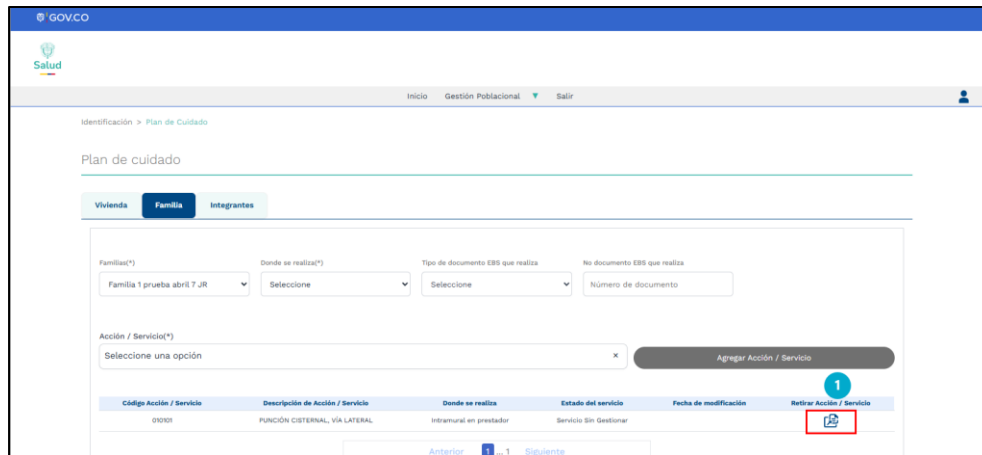 GOV.CO
Salud
Inicio Gestión Poblacional Salir
Identificación > Plan de Cuidado
Plan de cuidado
Vivienda Familia Integrantes
Familias(*) Donde se realiza(*) Tipo de documento EBS que realiza No documento EBS que realiza
Familia 1 prueba abril 7 JR Seleccione Seleccione Número de documento
Acción / Servicio(*)
Seleccione una opción × Agregar Acción / Servicio
1
Código Acción / Servicio Descripción de Acción / Servicio Donde se realiza Estado del servicio Fecha de modificación Retirar Acción / Servicio
010101 PUNCIÓN CISTERNAL, VÍA LATERAL Intramural en prestador Servicio Sin Gestionar
Anterior 1 ... 1 Siguiente